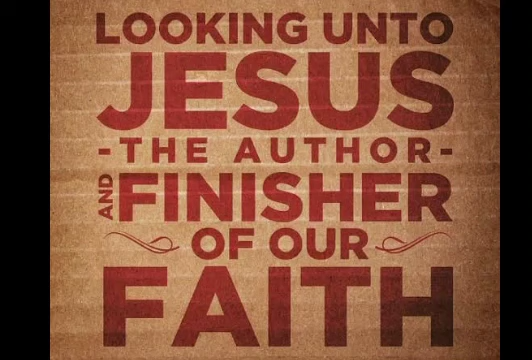 LOOKING UNTO
JESUS
-THE AUTHOR-
AND FINISHER
OF OUR
FAITH